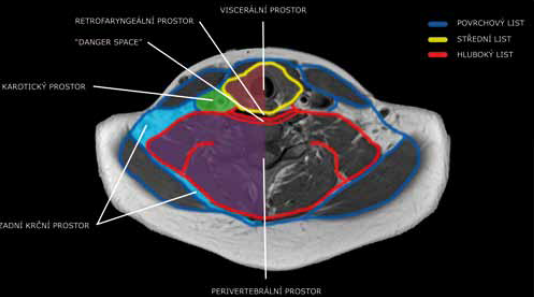 VISCERÁLNÍ PROSTOR
RETROFARYNGEÁLNÍ PROSTOR
"DANGER SPACE"
KAROTICKÝ PROSTOR
ZADNÍ KRČNÍ PROSTOR
PERIVERTEBRÁLNÍ PROSTOR
POVRCHOVÝ LIST
STŘEDNÍ LIST
HLUBOKÝ LIST